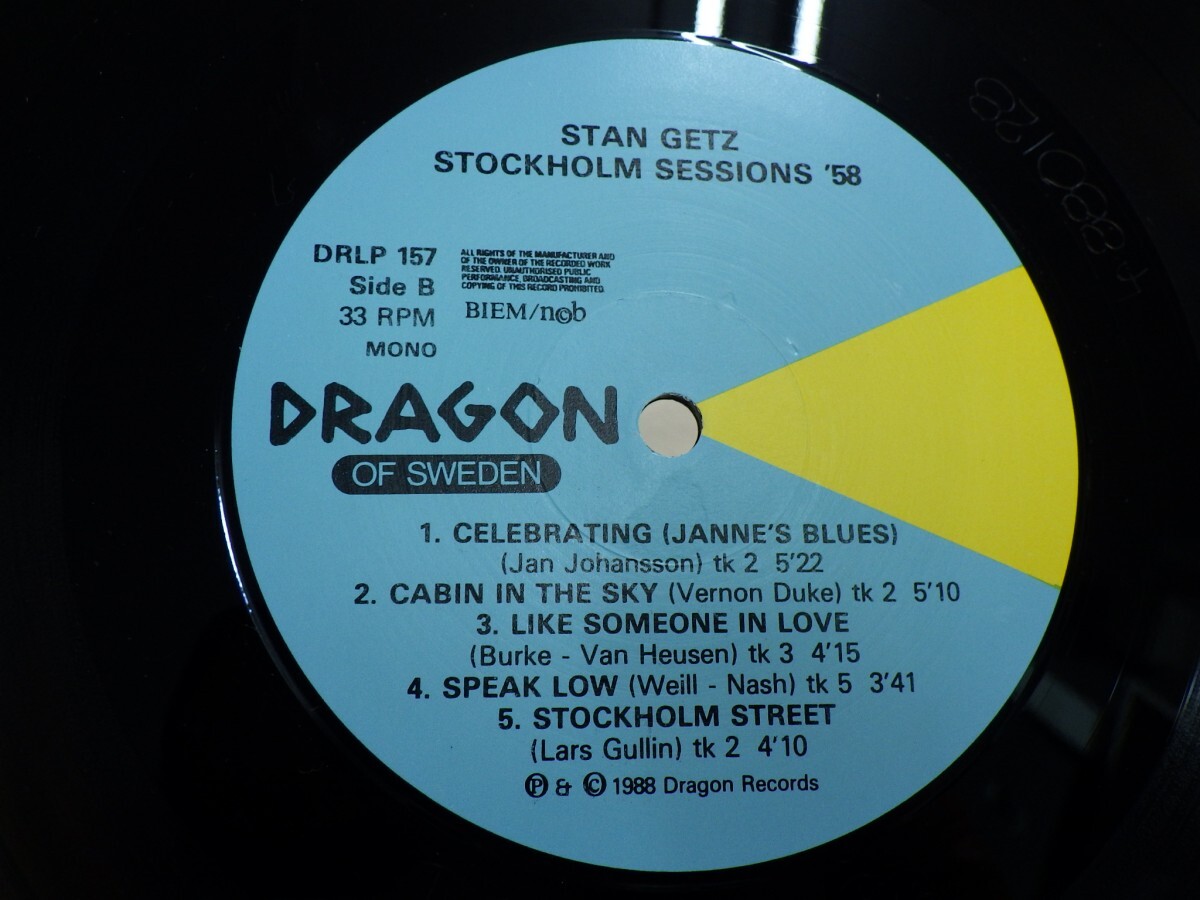 STAN GETZ
STOCKHOLM SESSIONS '58
DRLP 157
Side B
33 RPM
MONO
ALL RIGHTS OF THE MANUFACTURER AND
OF THE OWNER OF THE RECORDED WORK
RESERVED. UNAUTHORISED PUBLIC
PERFORMANCE, BROADCASTING AND
COPYING OF THIS RECORD PROHIBITED.
BIEM/n©b
DRAGON
OF SWEDEN
1. CELEBRATING (JANNE'S BLUES)
(Jan Johansson) tk 2 5'22
2. CABIN IN THE SKY (Vernon Duke) tk 2 5'10
3. LIKE SOMEONE IN LOVE
(Burke - Van Heusen) tk 3 4'15
4. SPEAK LOW (Weill - Nash) tk 5 3'41
5. STOCKHOLM STREET
(Lars Gullin) tk 2 4'10
℗ & © 1988 Dragon Records